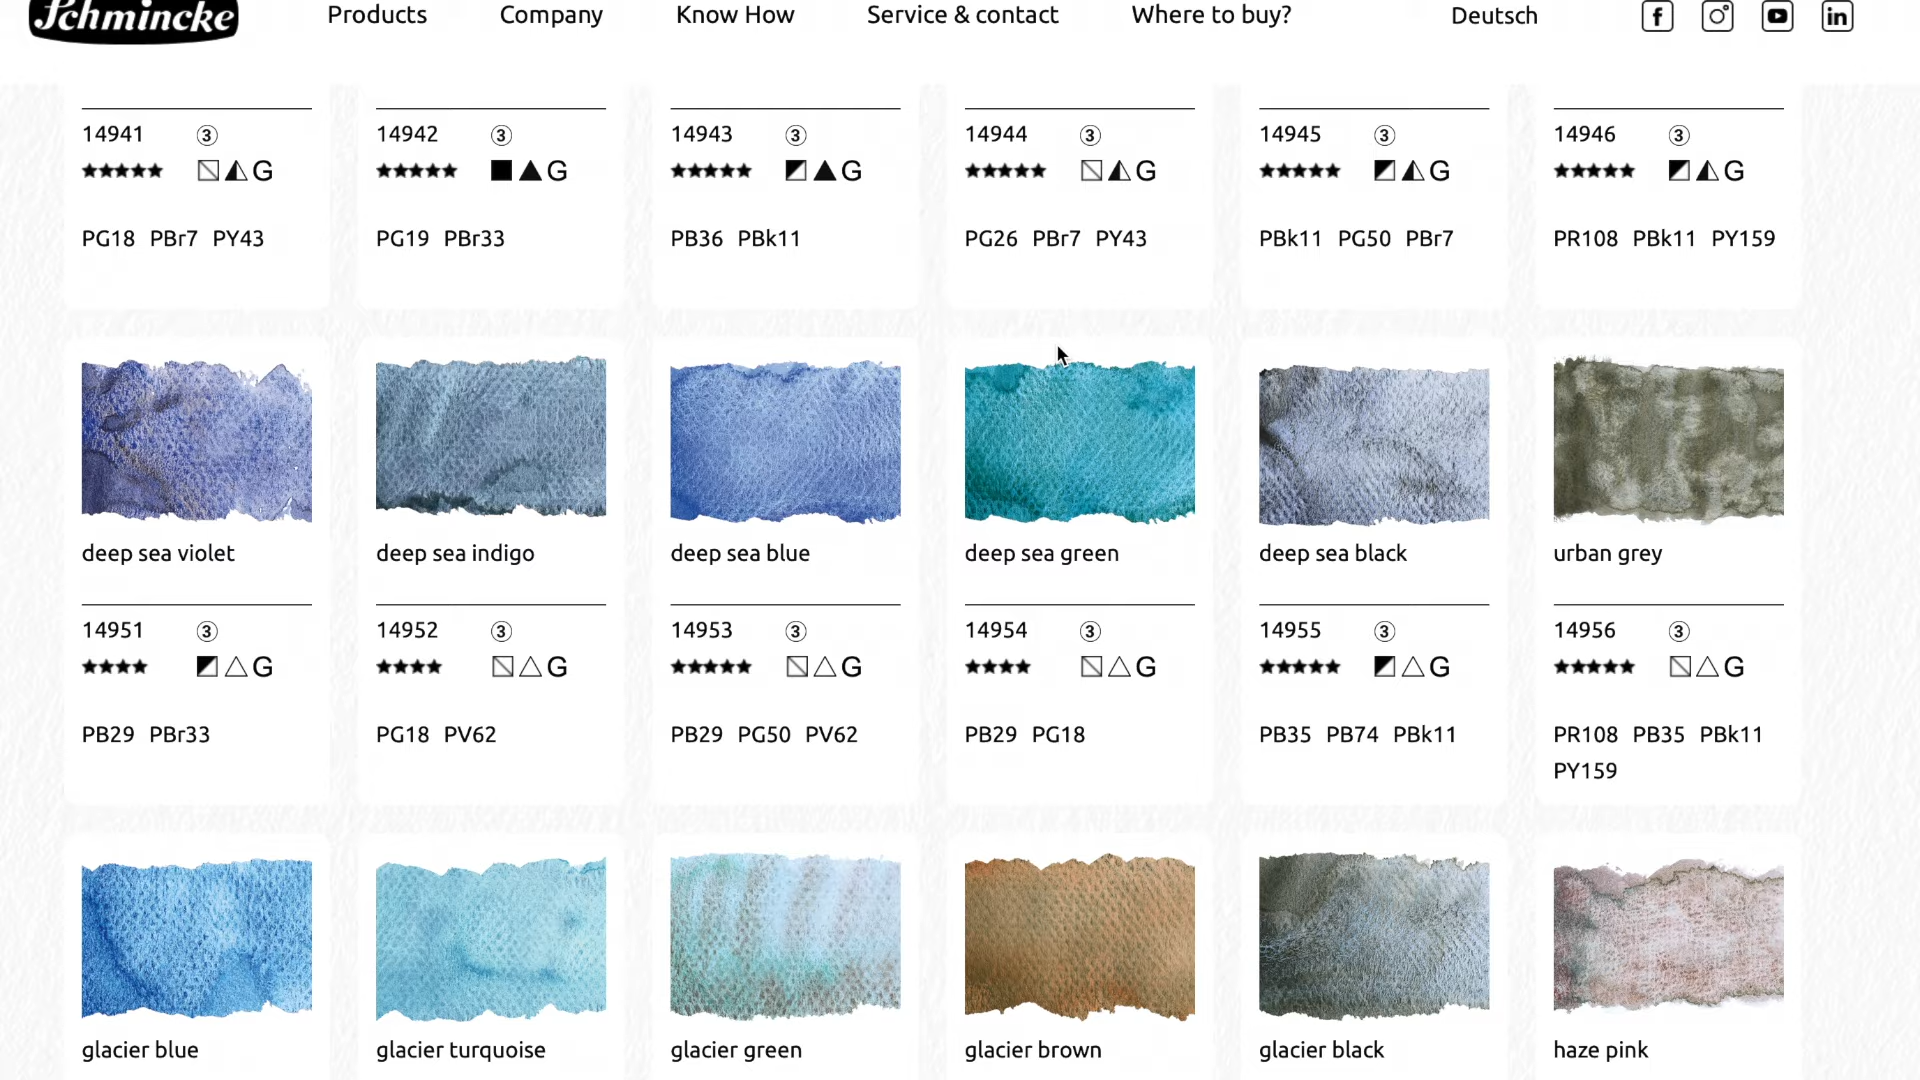 Schmincke Products Company Know How Service & contact Where to buy? Deutsch
14941 3 14942 3 14943 3 14944 3 14945 3 14946 3
G G G G G G
PG18 PBr7 PY43 PG19 PBr33 PB36 PBk11 PG26 PBr7 PY43 PBk11 PG50 PBr7 PR108 PBk11 PY159
deep sea violet deep sea indigo deep sea blue deep sea green deep sea black urban grey
14951 3 14952 3 14953 3 14954 3 14955 3 14956 3
G G G G G G
PB29 PBr33 PG18 PV62 PB29 PG50 PV62 PB29 PG18 PB35 PB74 PBk11 PR108 PB35 PBk11
PY159
glacier blue glacier turquoise glacier green glacier brown glacier black haze pink